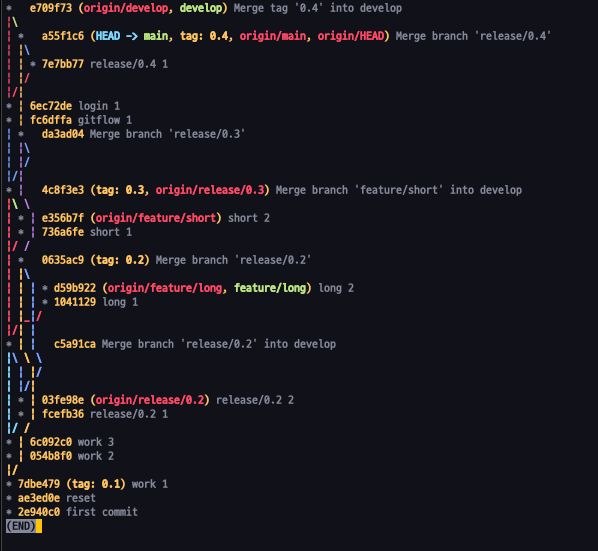 * e709f73 (origin/develop, develop) Merge tag '0.4' into develop
|\
| * a55f1c6 (HEAD -> main, tag: 0.4, origin/main, origin/HEAD) Merge branch 'release/0.4'
| |\
| | * 7e7bb77 release/0.4 1
| |/
|/|
* | 6ec72de login 1
* | fc6dffa gitflow 1
| * da3ad04 Merge branch 'release/0.3'
| |\
| |/
|/|
* | 4c8f3e3 (tag: 0.3, origin/release/0.3) Merge branch 'feature/short' into develop
|\ \
| * | e356b7f (origin/feature/short) short 2
| * | 736a6fe short 1
|/ /
| * 0635ac9 (tag: 0.2) Merge branch 'release/0.2'
| |\
| | | * d59b922 (origin/feature/long, feature/long) long 2
| | | * 1041129 long 1
| |_|/
|/| |
* | | c5a91ca Merge branch 'release/0.2' into develop
|\ \ \
| | |/
| |/|
| * | 03fe98e (origin/release/0.2) release/0.2 2
| * | fcefb36 release/0.2 1
|/ /
* | 6c092c0 work 3
* | 054b8f0 work 2
|/
* 7dbe479 (tag: 0.1) work 1
* ae3ed0e reset
* 2e940c0 first commit
(END)